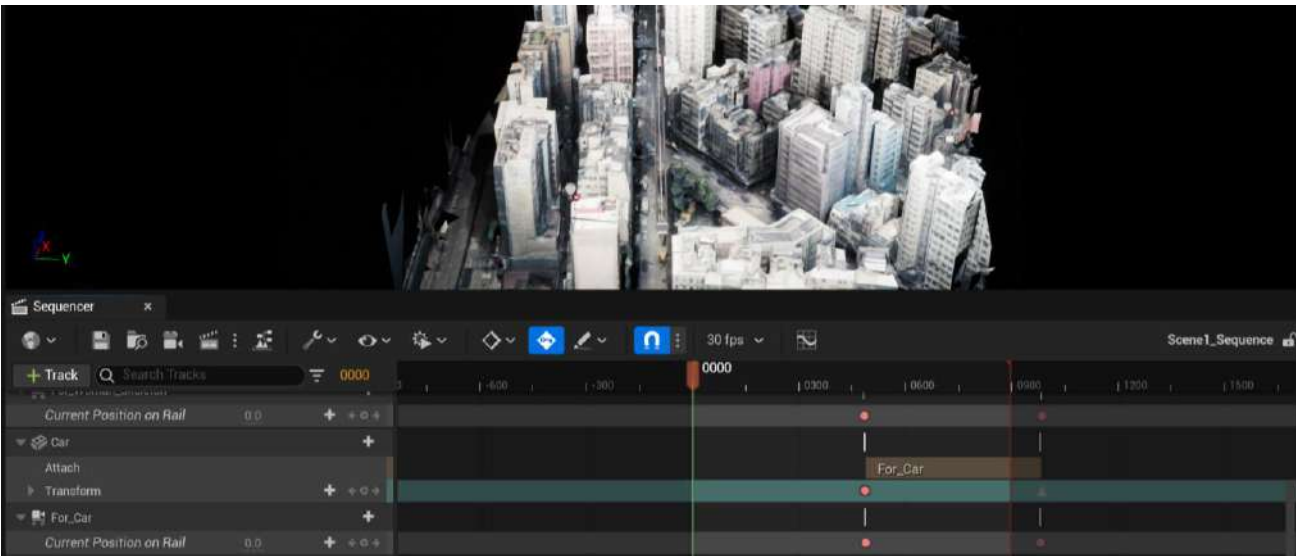 X
Y
Sequencer ×
30 fps
Scene1_Sequence
+ Track Search Tracks 0000
0000
-600 -300 0300 0600 0900 1200 1500
Current Position on Rail 0.0
Car
Attach
For_Car
Transform
For_Car
Current Position on Rail 0.0